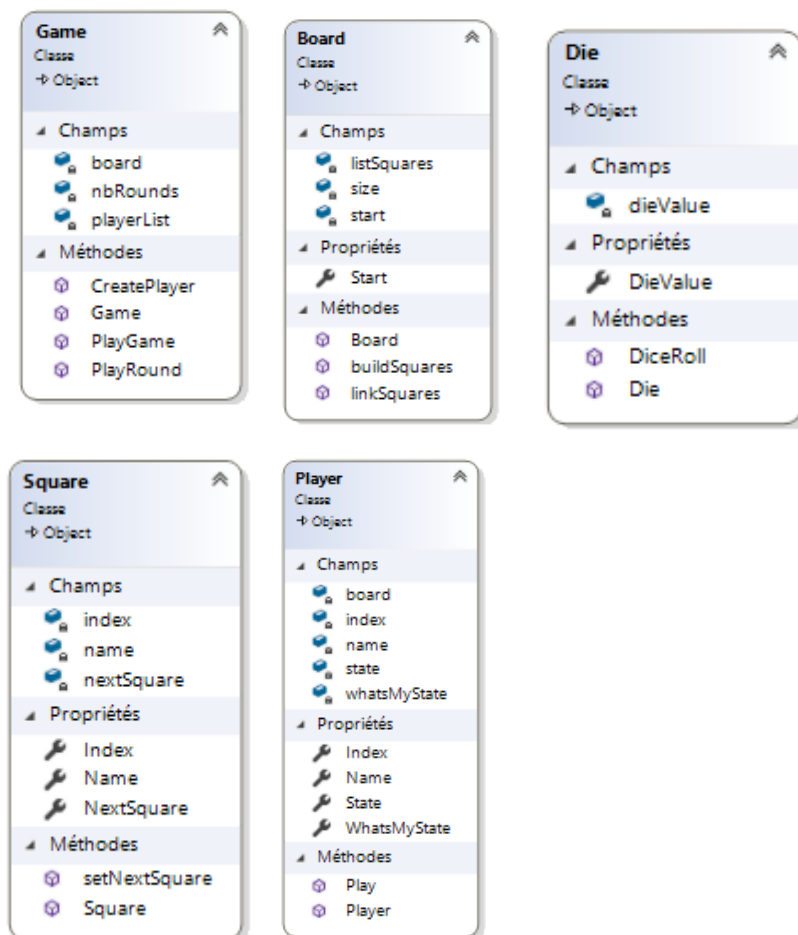 Game
Classe
Object
Champs
board
nbRounds
playerList
Méthodes
CreatePlayer
Game
PlayGame
PlayRound
Board
Classe
Object
Champs
listSquares
size
start
Propriétés
Start
Méthodes
Board
buildSquares
linkSquares
Die
Classe
Object
Champs
dieValue
Propriétés
DieValue
Méthodes
DiceRoll
Die
Square
Classe
Object
Champs
index
name
nextSquare
Propriétés
Index
Name
NextSquare
Méthodes
setNextSquare
Square
Player
Classe
Object
Champs
board
index
name
state
whatsMyState
Propriétés
Index
Name
State
WhatsMyState
Méthodes
Play
Player